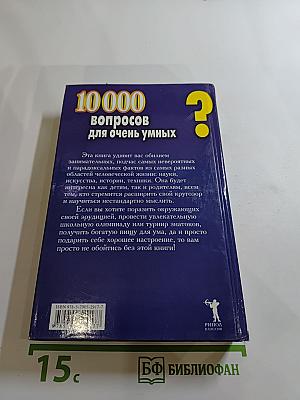 10 000
вопросов
для очень умных
?
Эта книга удивит вас обилием
занимательных, подчас самых невероятных
и парадоксальных фактов из самых разных
областей человеческой жизни: науки,
искусства, истории, техники. Она будет
интересна как детям, так и родителям, всем
тем, кто стремится расширить свой кругозор
и научиться нестандартно мыслить.
Если вы хотите поразить окружающих
своей эрудицией, провести увлекательную
школьную олимпиаду или турнир знатоков,
получить богатую пищу для ума, да и просто
подарить себе хорошее настроение, то вам
просто не обойтись без этой книги!
РИПОЛ
КЛАССИК
15 с
БФ БИБЛИОФАН